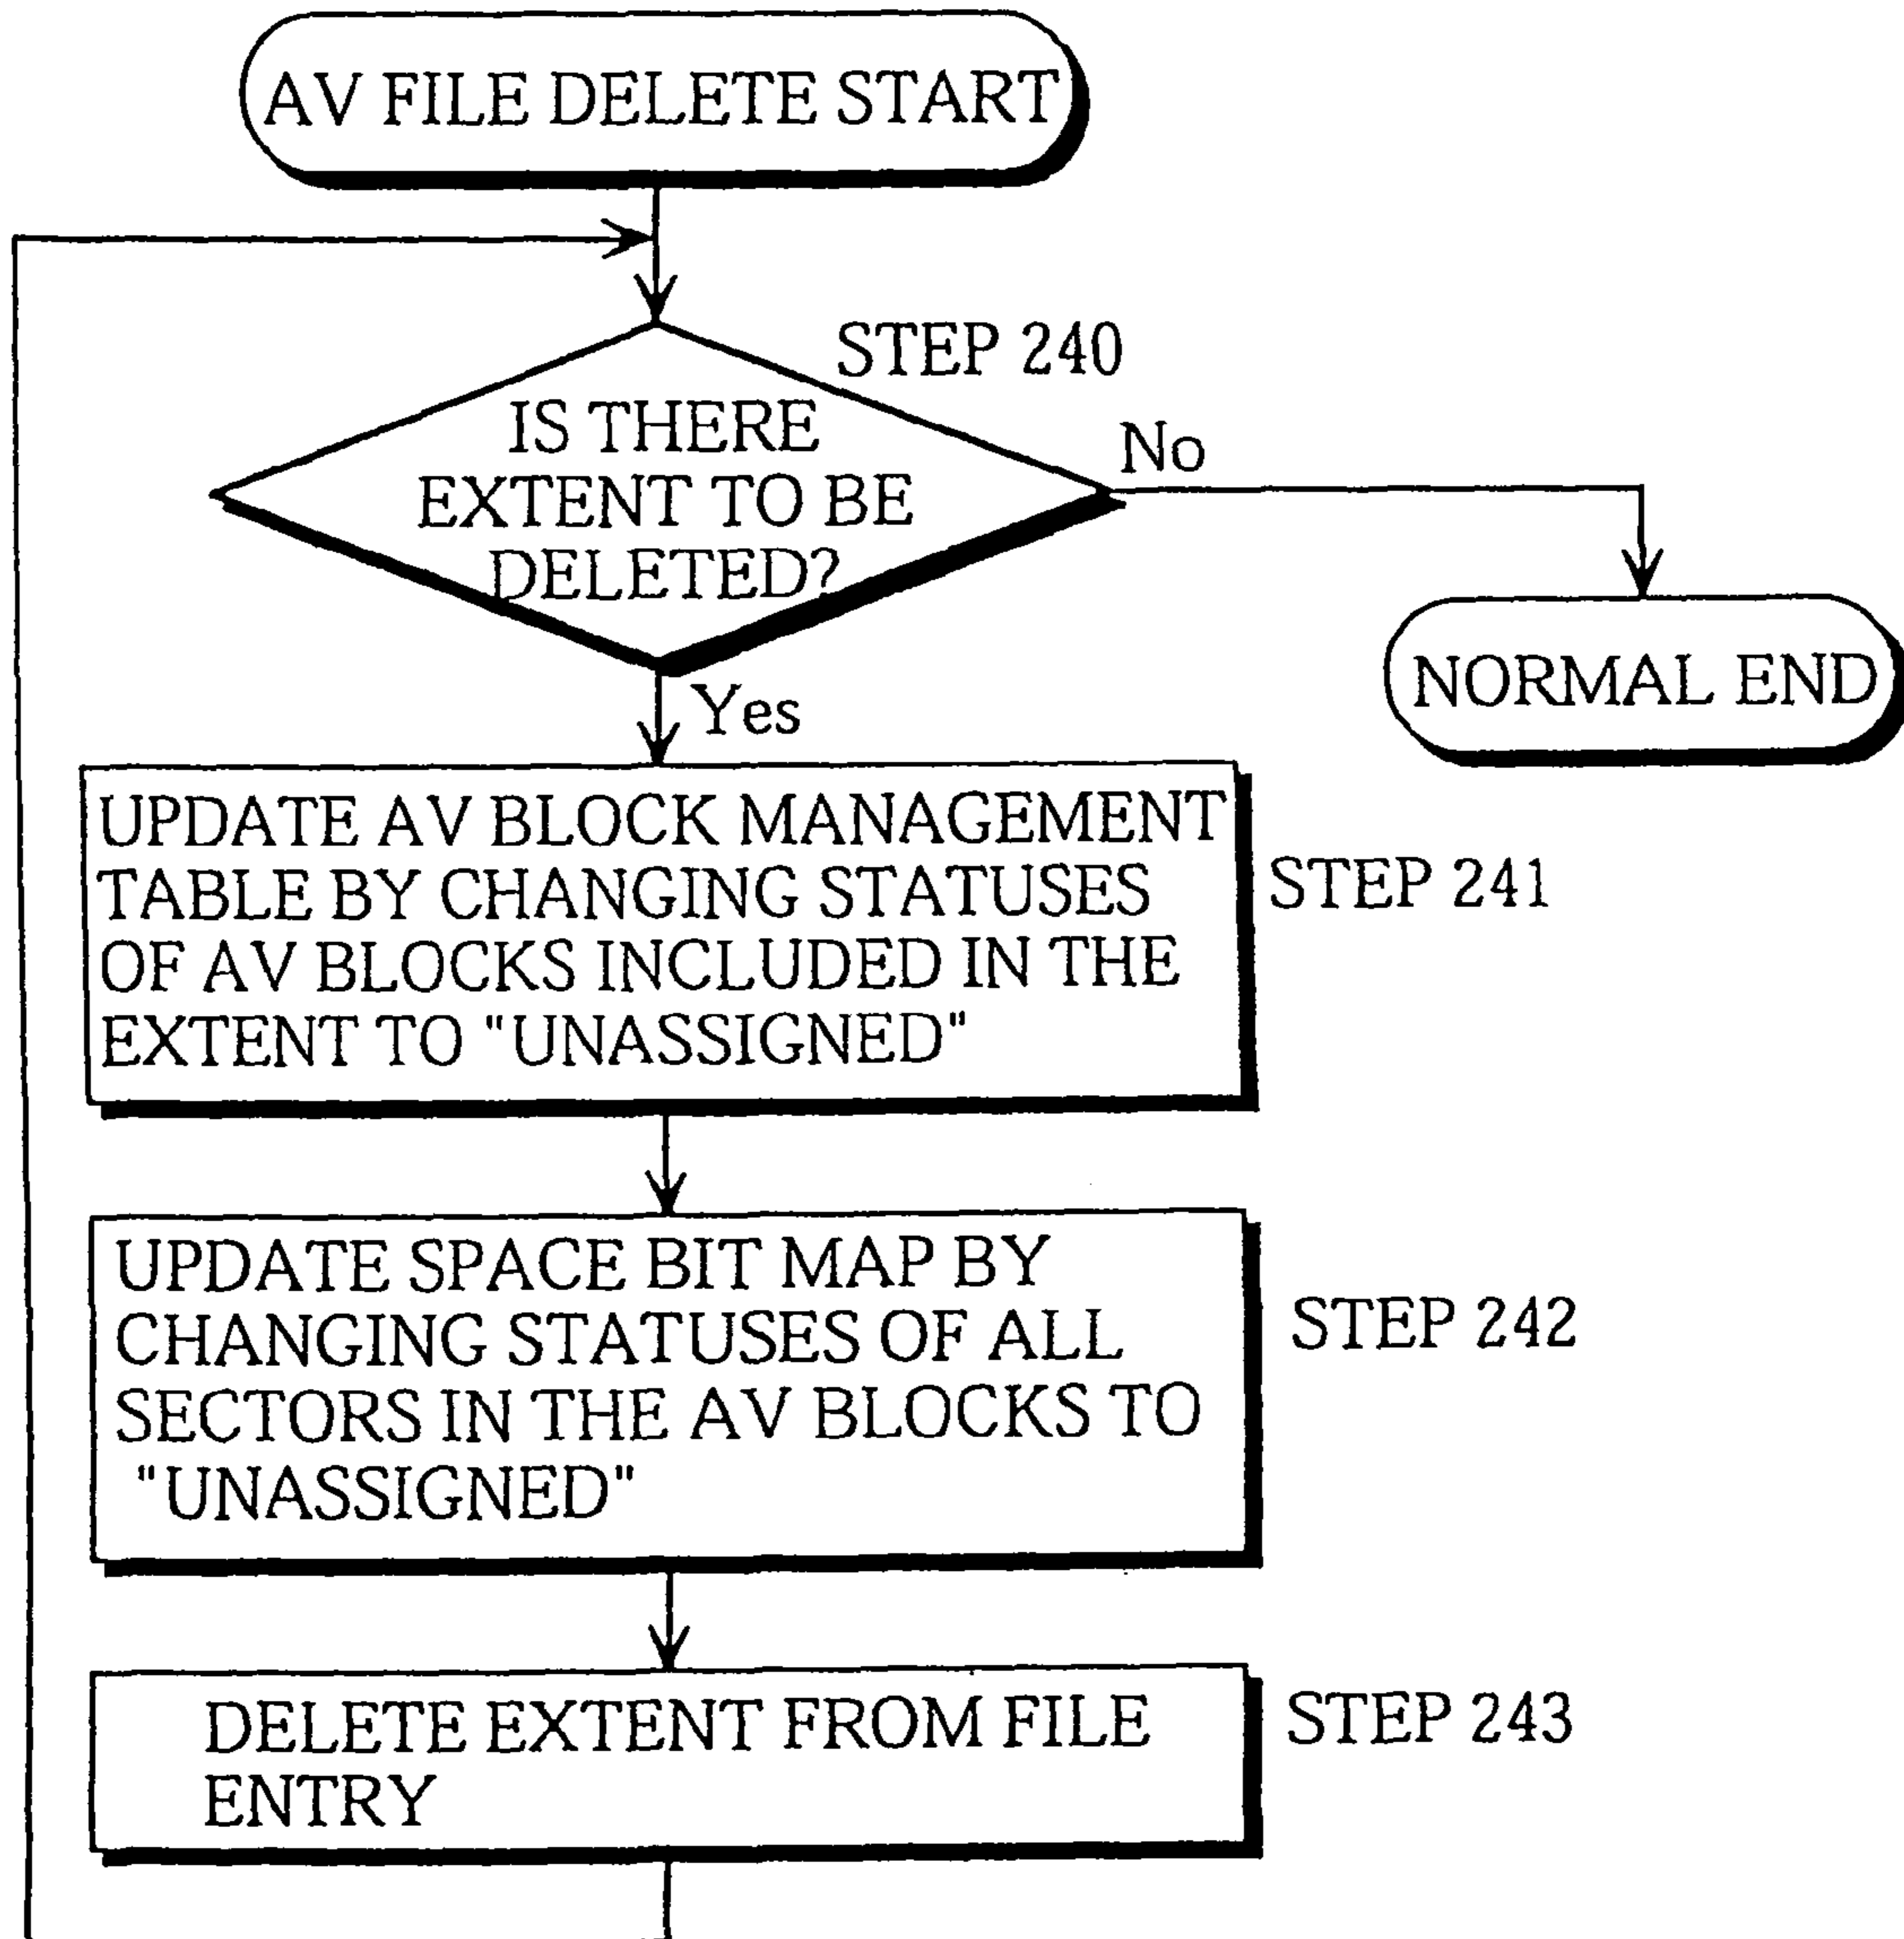 AV FILE DELETE START
STEP 240
IS THERE
EXTENT TO BE
DELETED?
No
NORMAL END
Yes
UPDATE AV BLOCK MANAGEMENT
TABLE BY CHANGING STATUSES
OF AV BLOCKS INCLUDED IN THE
EXTENT TO "UNASSIGNED"
STEP 241
UPDATE SPACE BIT MAP BY
CHANGING STATUSES OF ALL
SECTORS IN THE AV BLOCKS TO
"UNASSIGNED"
STEP 242
DELETE EXTENT FROM FILE
ENTRY
STEP 243